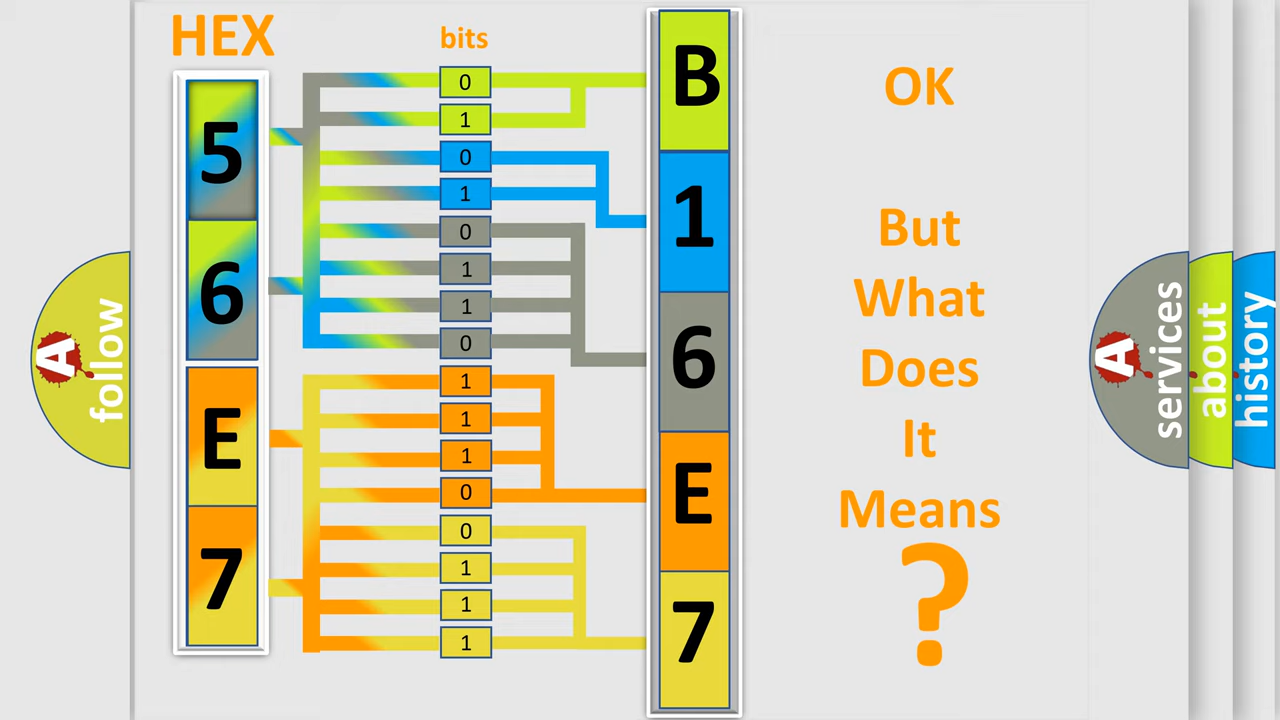 HEX
bits
5
6
E
7
0
1
0
1
0
1
1
0
1
1
1
0
0
1
1
1
B
1
6
E
7
OK
But
What
Does
It
Means
?
A
follow
A
services
about
history